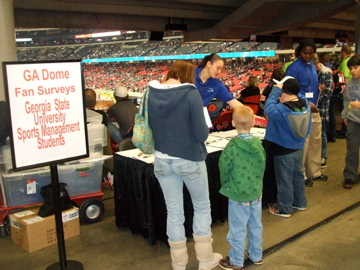 GA Dome
Fan Surveys
Georgia State
University
Sports Management
Students